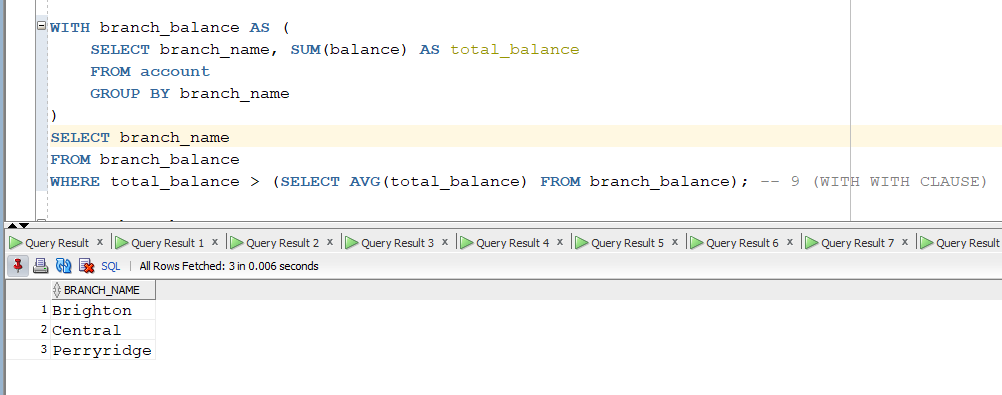 WITH branch_balance AS (
SELECT branch_name, SUM(balance) AS total_balance
FROM account
GROUP BY branch_name
)
SELECT branch_name
FROM branch_balance
WHERE total_balance > (SELECT AVG(total_balance) FROM branch_balance); -- 9 (WITH WITH CLAUSE)
Query Result x Query Result 1 x Query Result 2 x Query Result 3 x Query Result 4 x Query Result 5 x Query Result 6 x Query Result 7 x Query Result
SQL | All Rows Fetched: 3 in 0.006 seconds
BRANCH_NAME
1 Brighton
2 Central
3 Perryridge